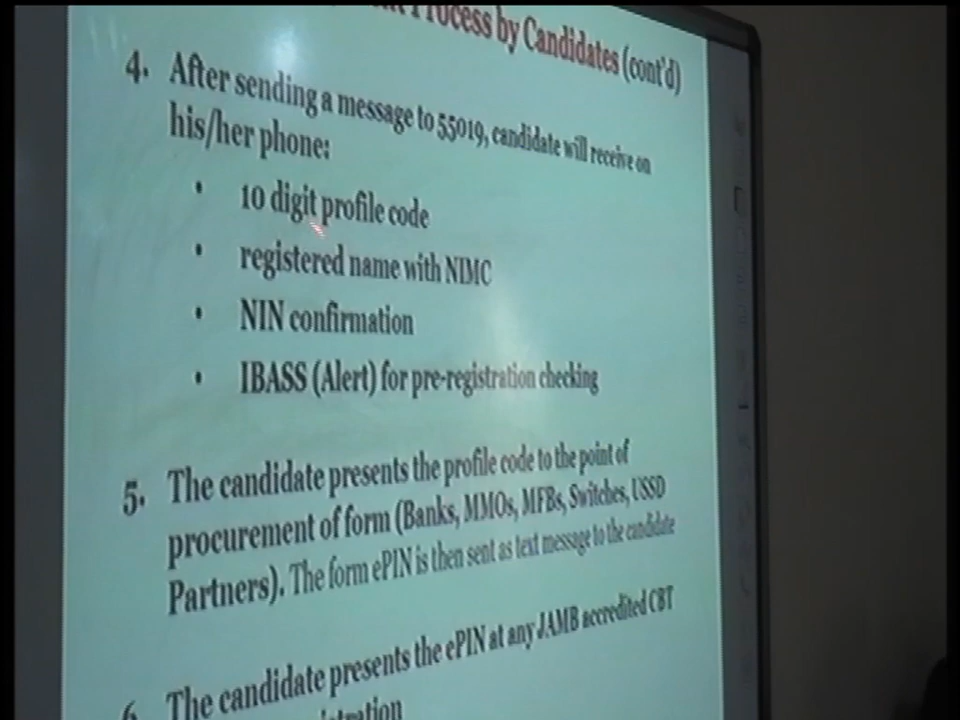 Process by Candidates (cont'd)
4. After sending a message to 55019, candidate will receive on
his/her phone:
• 10 digit profile code
• registered name with NIMC
• NIN confirmation
• IBASS (Alert) for pre-registration checking
5. The candidate presents the profile code to the point of
procurement of form (Banks, MMOs, MFBs, Switches, USSD
Partners). The form ePIN is then sent as text message to the candidate
6. The candidate presents the ePIN at any JAMB accredited CBT